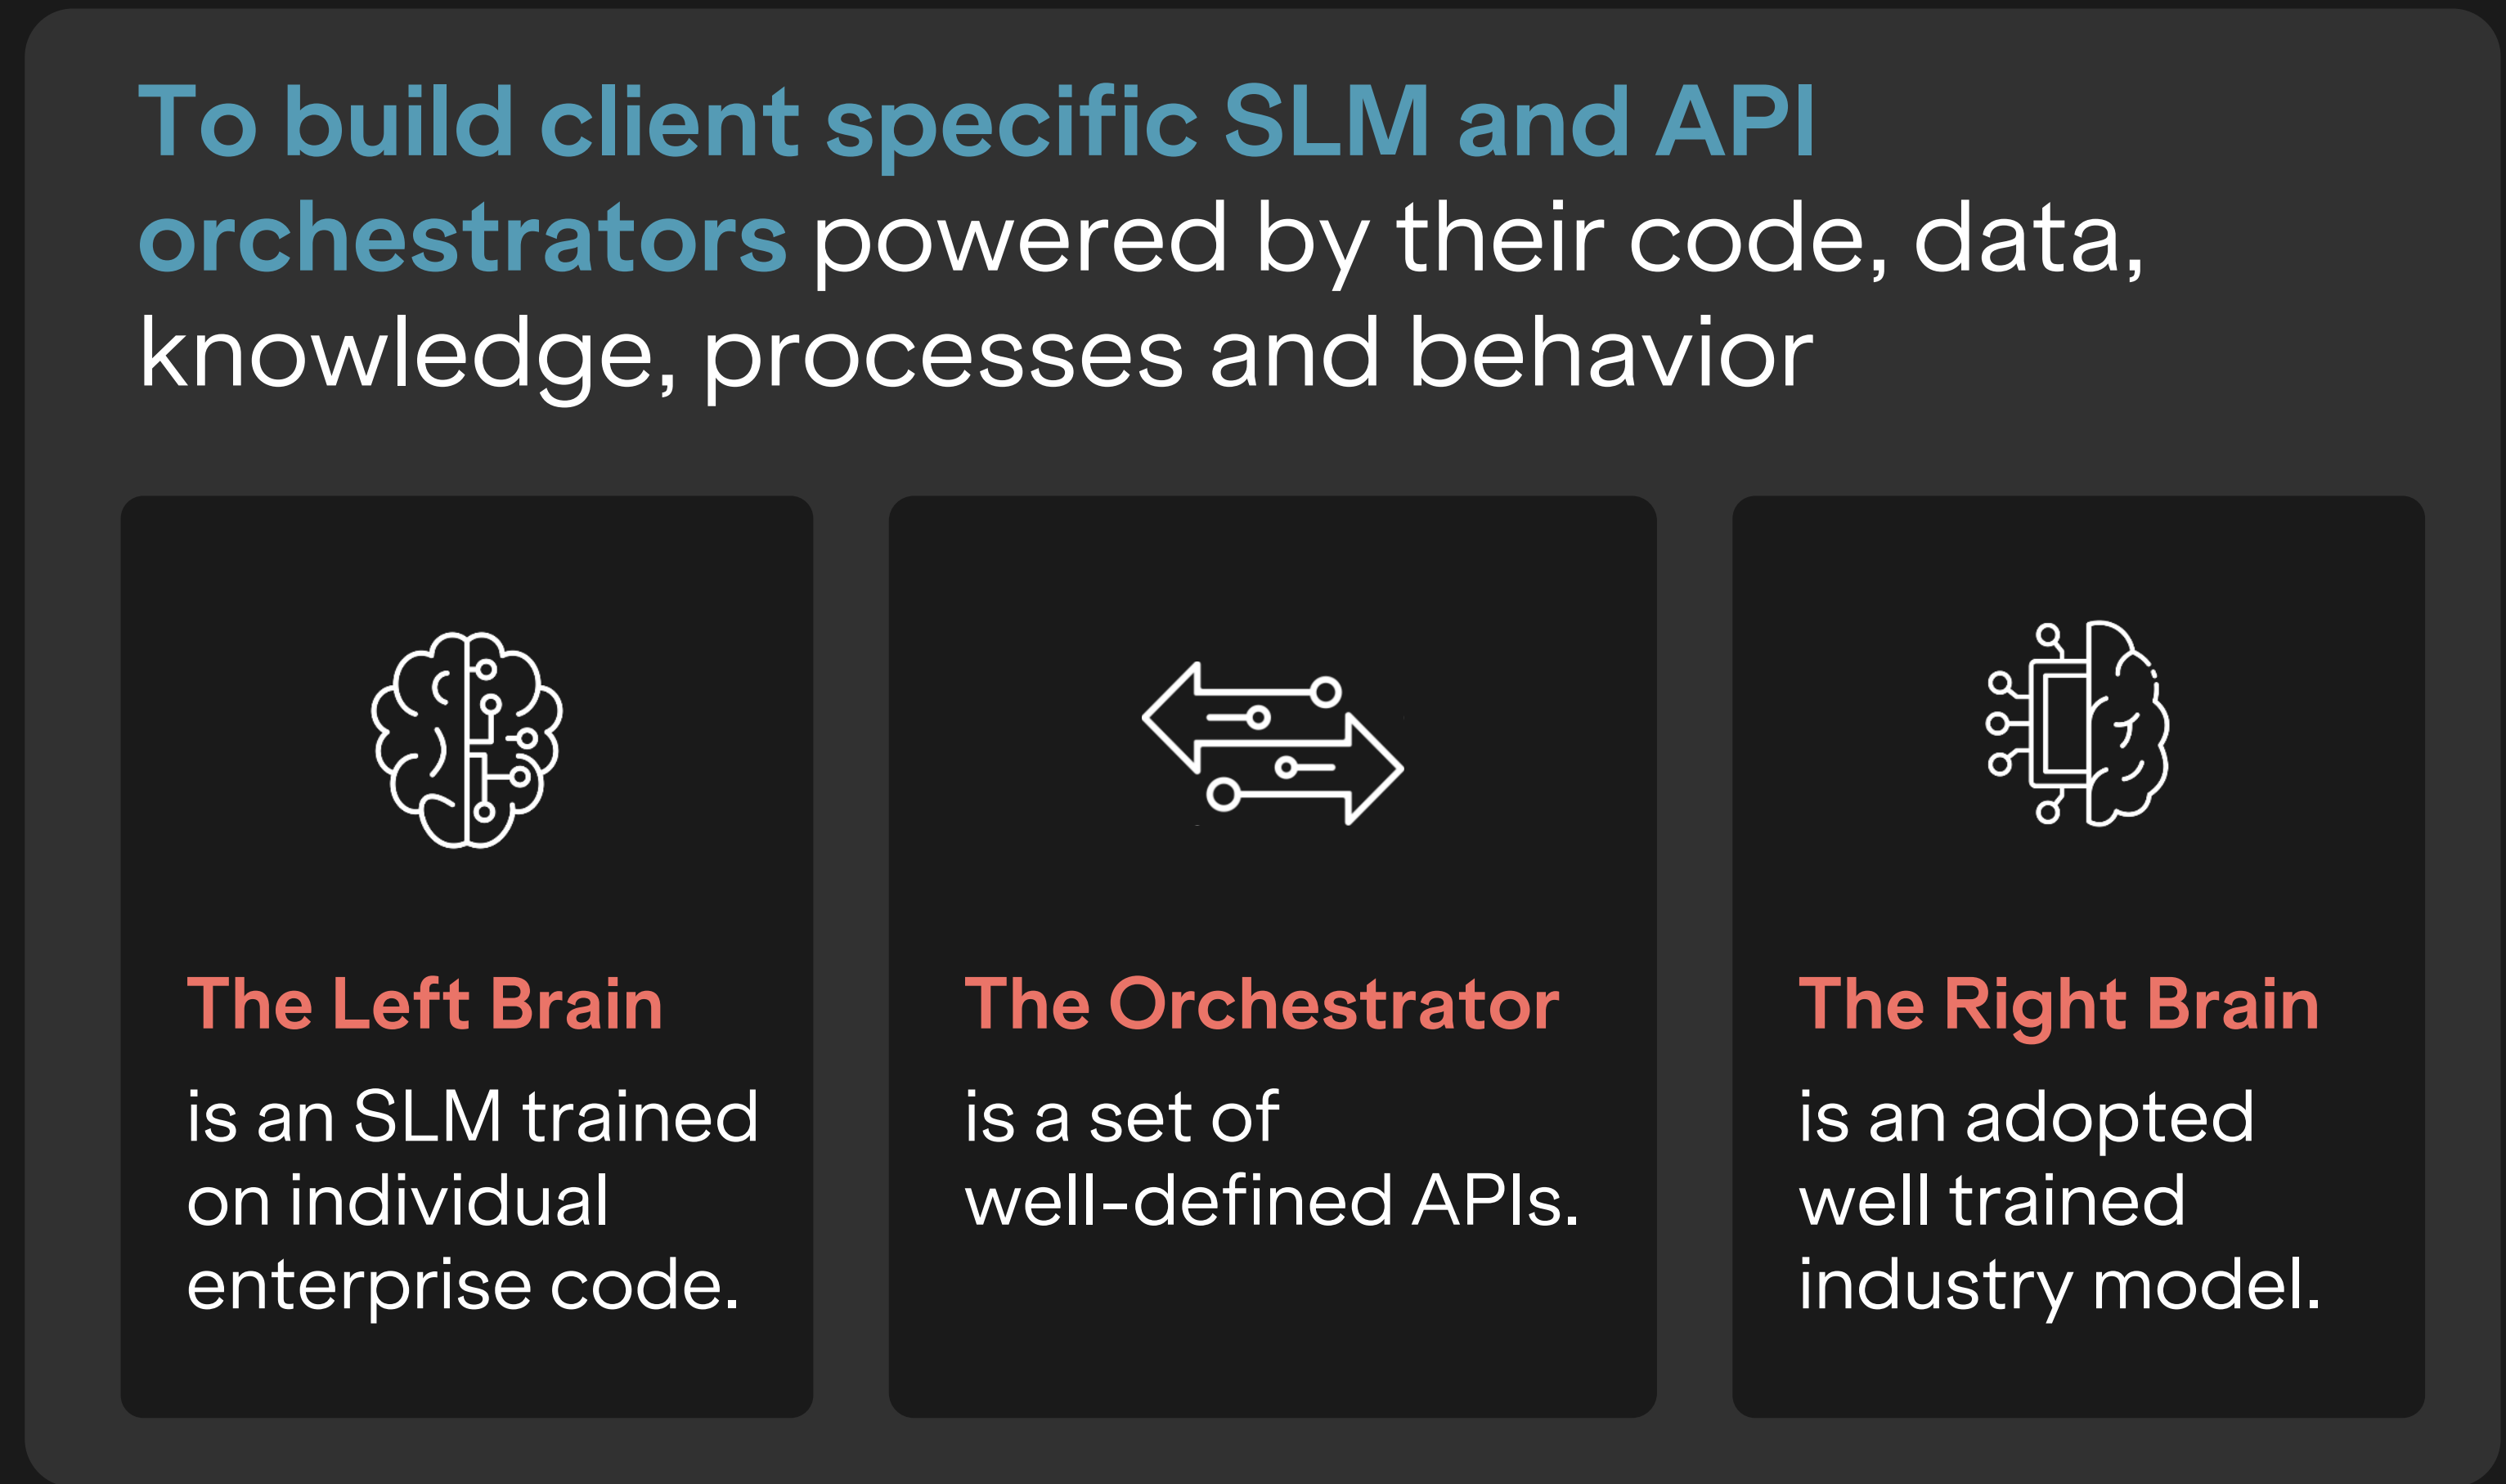 To build client specific SLM and API
orchestrators powered by their code, data,
knowledge, processes and behavior
The Left Brain
is an SLM trained
on individual
enterprise code.
The Orchestrator
is a set of
well-defined APIs.
The Right Brain
is an adopted
well trained
industry model.